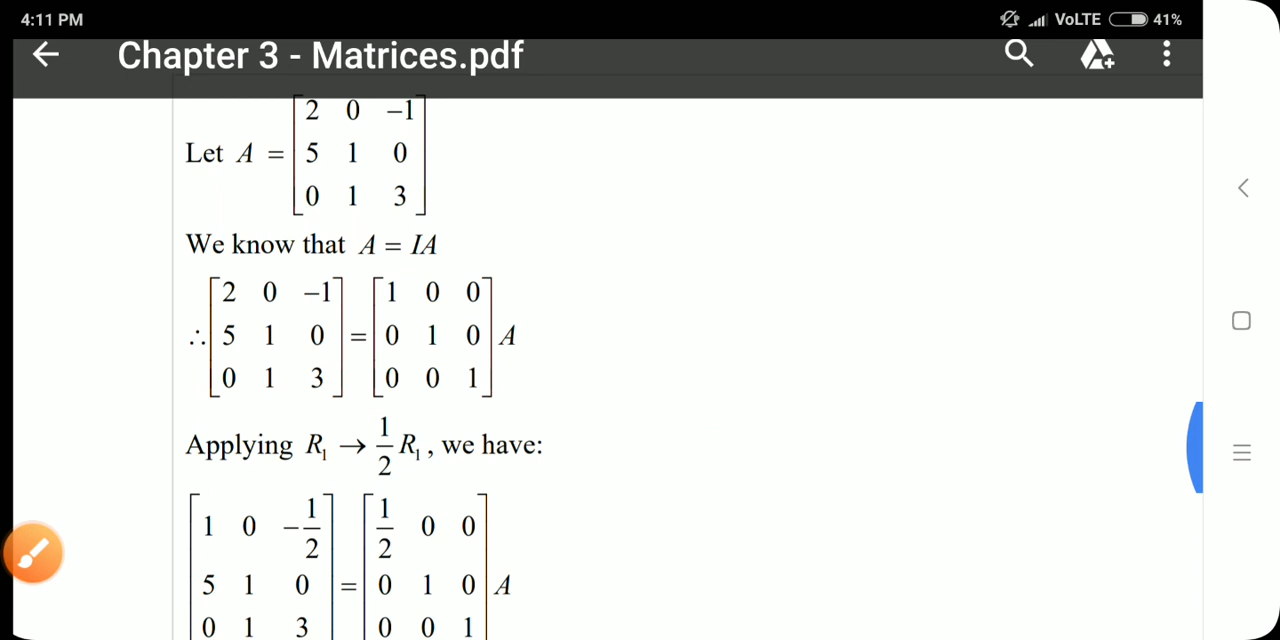 4:11 PM VoLTE 41%
Chapter 3 - Matrices.pdf
2 0 −1
Let A = 5 1 0
0 1 3
We know that A = IA
2 0 −1 1 0 0
∴ 5 1 0 = 0 1 0 A
0 1 3 0 0 1
Applying R₁ → 1/2 R₁ , we have:
1 0 −1/2 1/2 0 0
5 1 0 = 0 1 0 A
0 1 3 0 0 1